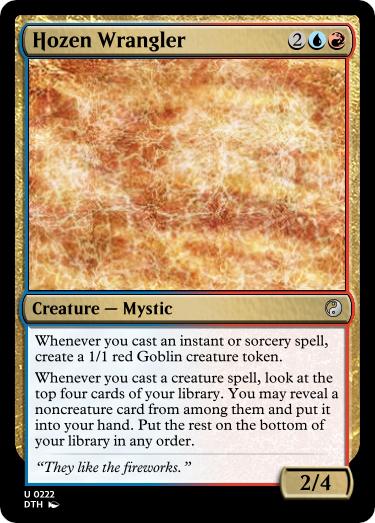 Hozen Wrangler 2
Creature — Mystic
Whenever you cast an instant or sorcery spell,
create a 1/1 red Goblin creature token.
Whenever you cast a creature spell, look at the
top four cards of your library. You may reveal a
noncreature card from among them and put it
into your hand. Put the rest on the bottom of
your library in any order.
“They like the fireworks.”
2/4
U 0222
DTH